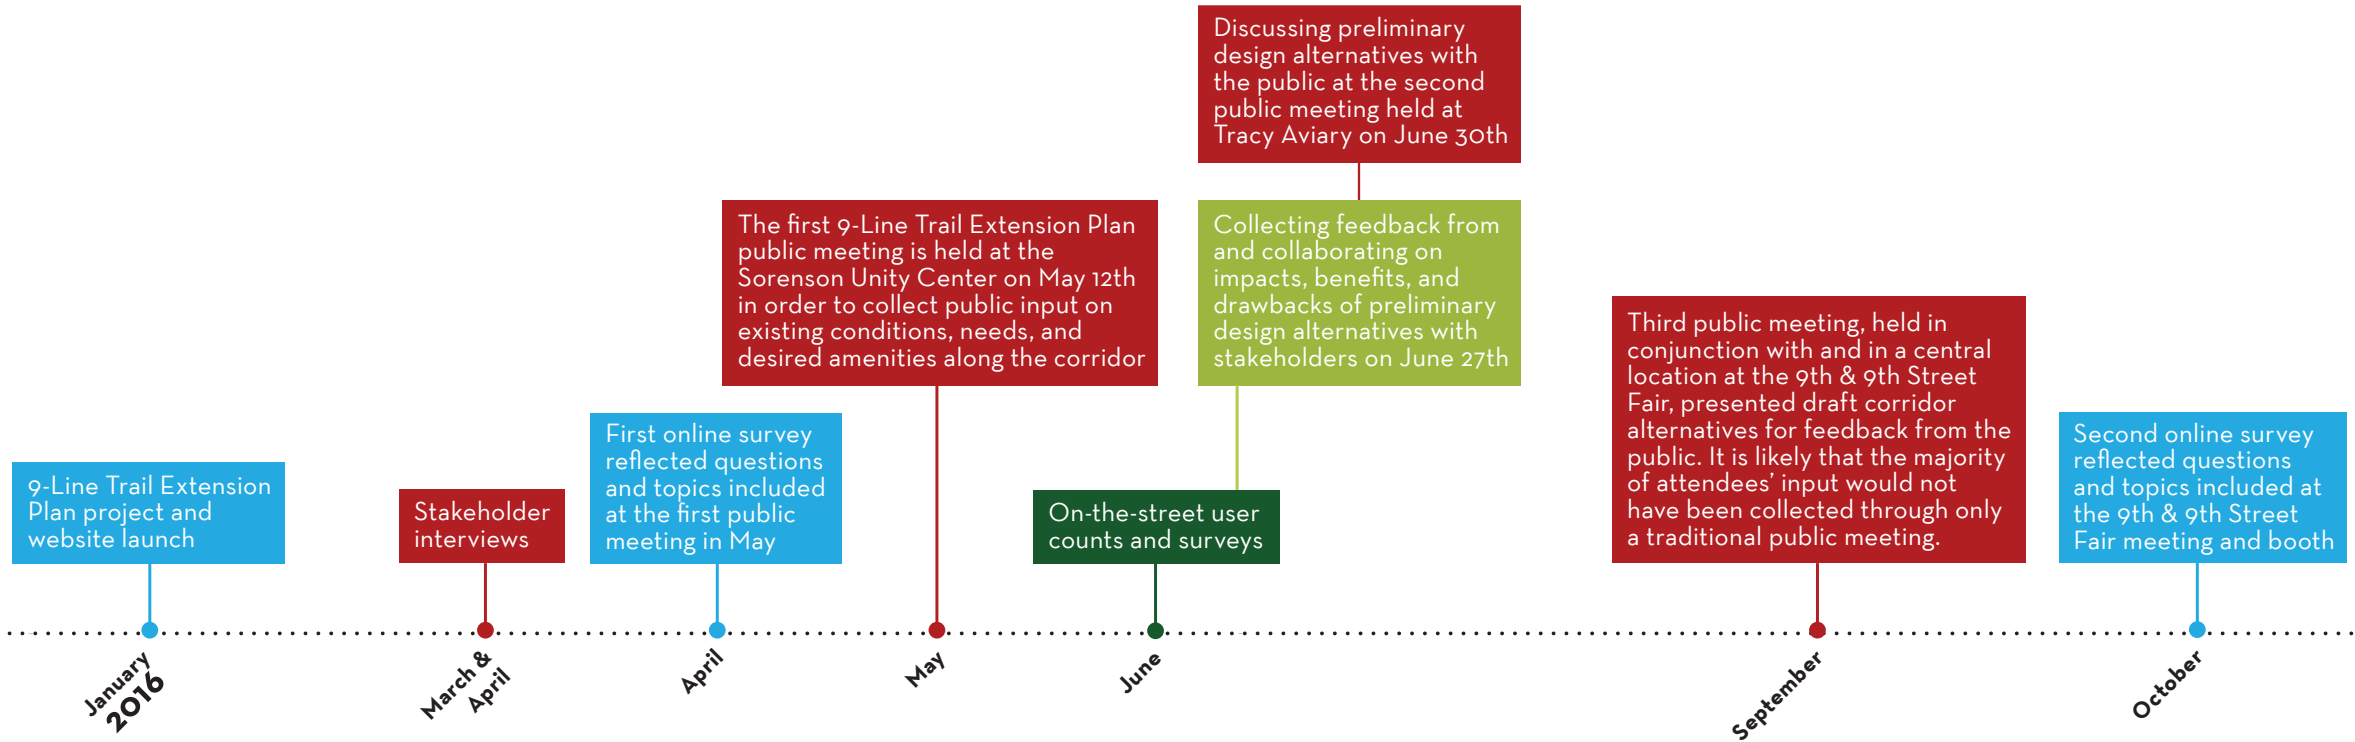 9-Line Trail Extension
Plan project and
website launch
Stakeholder
interviews
First online survey
reflected questions
and topics included
at the first public
meeting in May
The first 9-Line Trail Extension Plan
public meeting is held at the
Sorenson Unity Center on May 12th
in order to collect public input on
existing conditions, needs, and
desired amenities along the corridor
Discussing preliminary
design alternatives with
the public at the second
public meeting held at
Tracy Aviary on June 30th
Collecting feedback from
and collaborating on
impacts, benefits, and
drawbacks of preliminary
design alternatives with
stakeholders on June 27th
On-the-street user
counts and surveys
Third public meeting, held in
conjunction with and in a central
location at the 9th & 9th Street
Fair, presented draft corridor
alternatives for feedback from the
public. It is likely that the majority
of attendees’ input would not
have been collected through only
a traditional public meeting.
Second online survey
reflected questions
and topics included at
the 9th & 9th Street
Fair meeting and booth
January
2016
March &
April
April
May
June
September
October